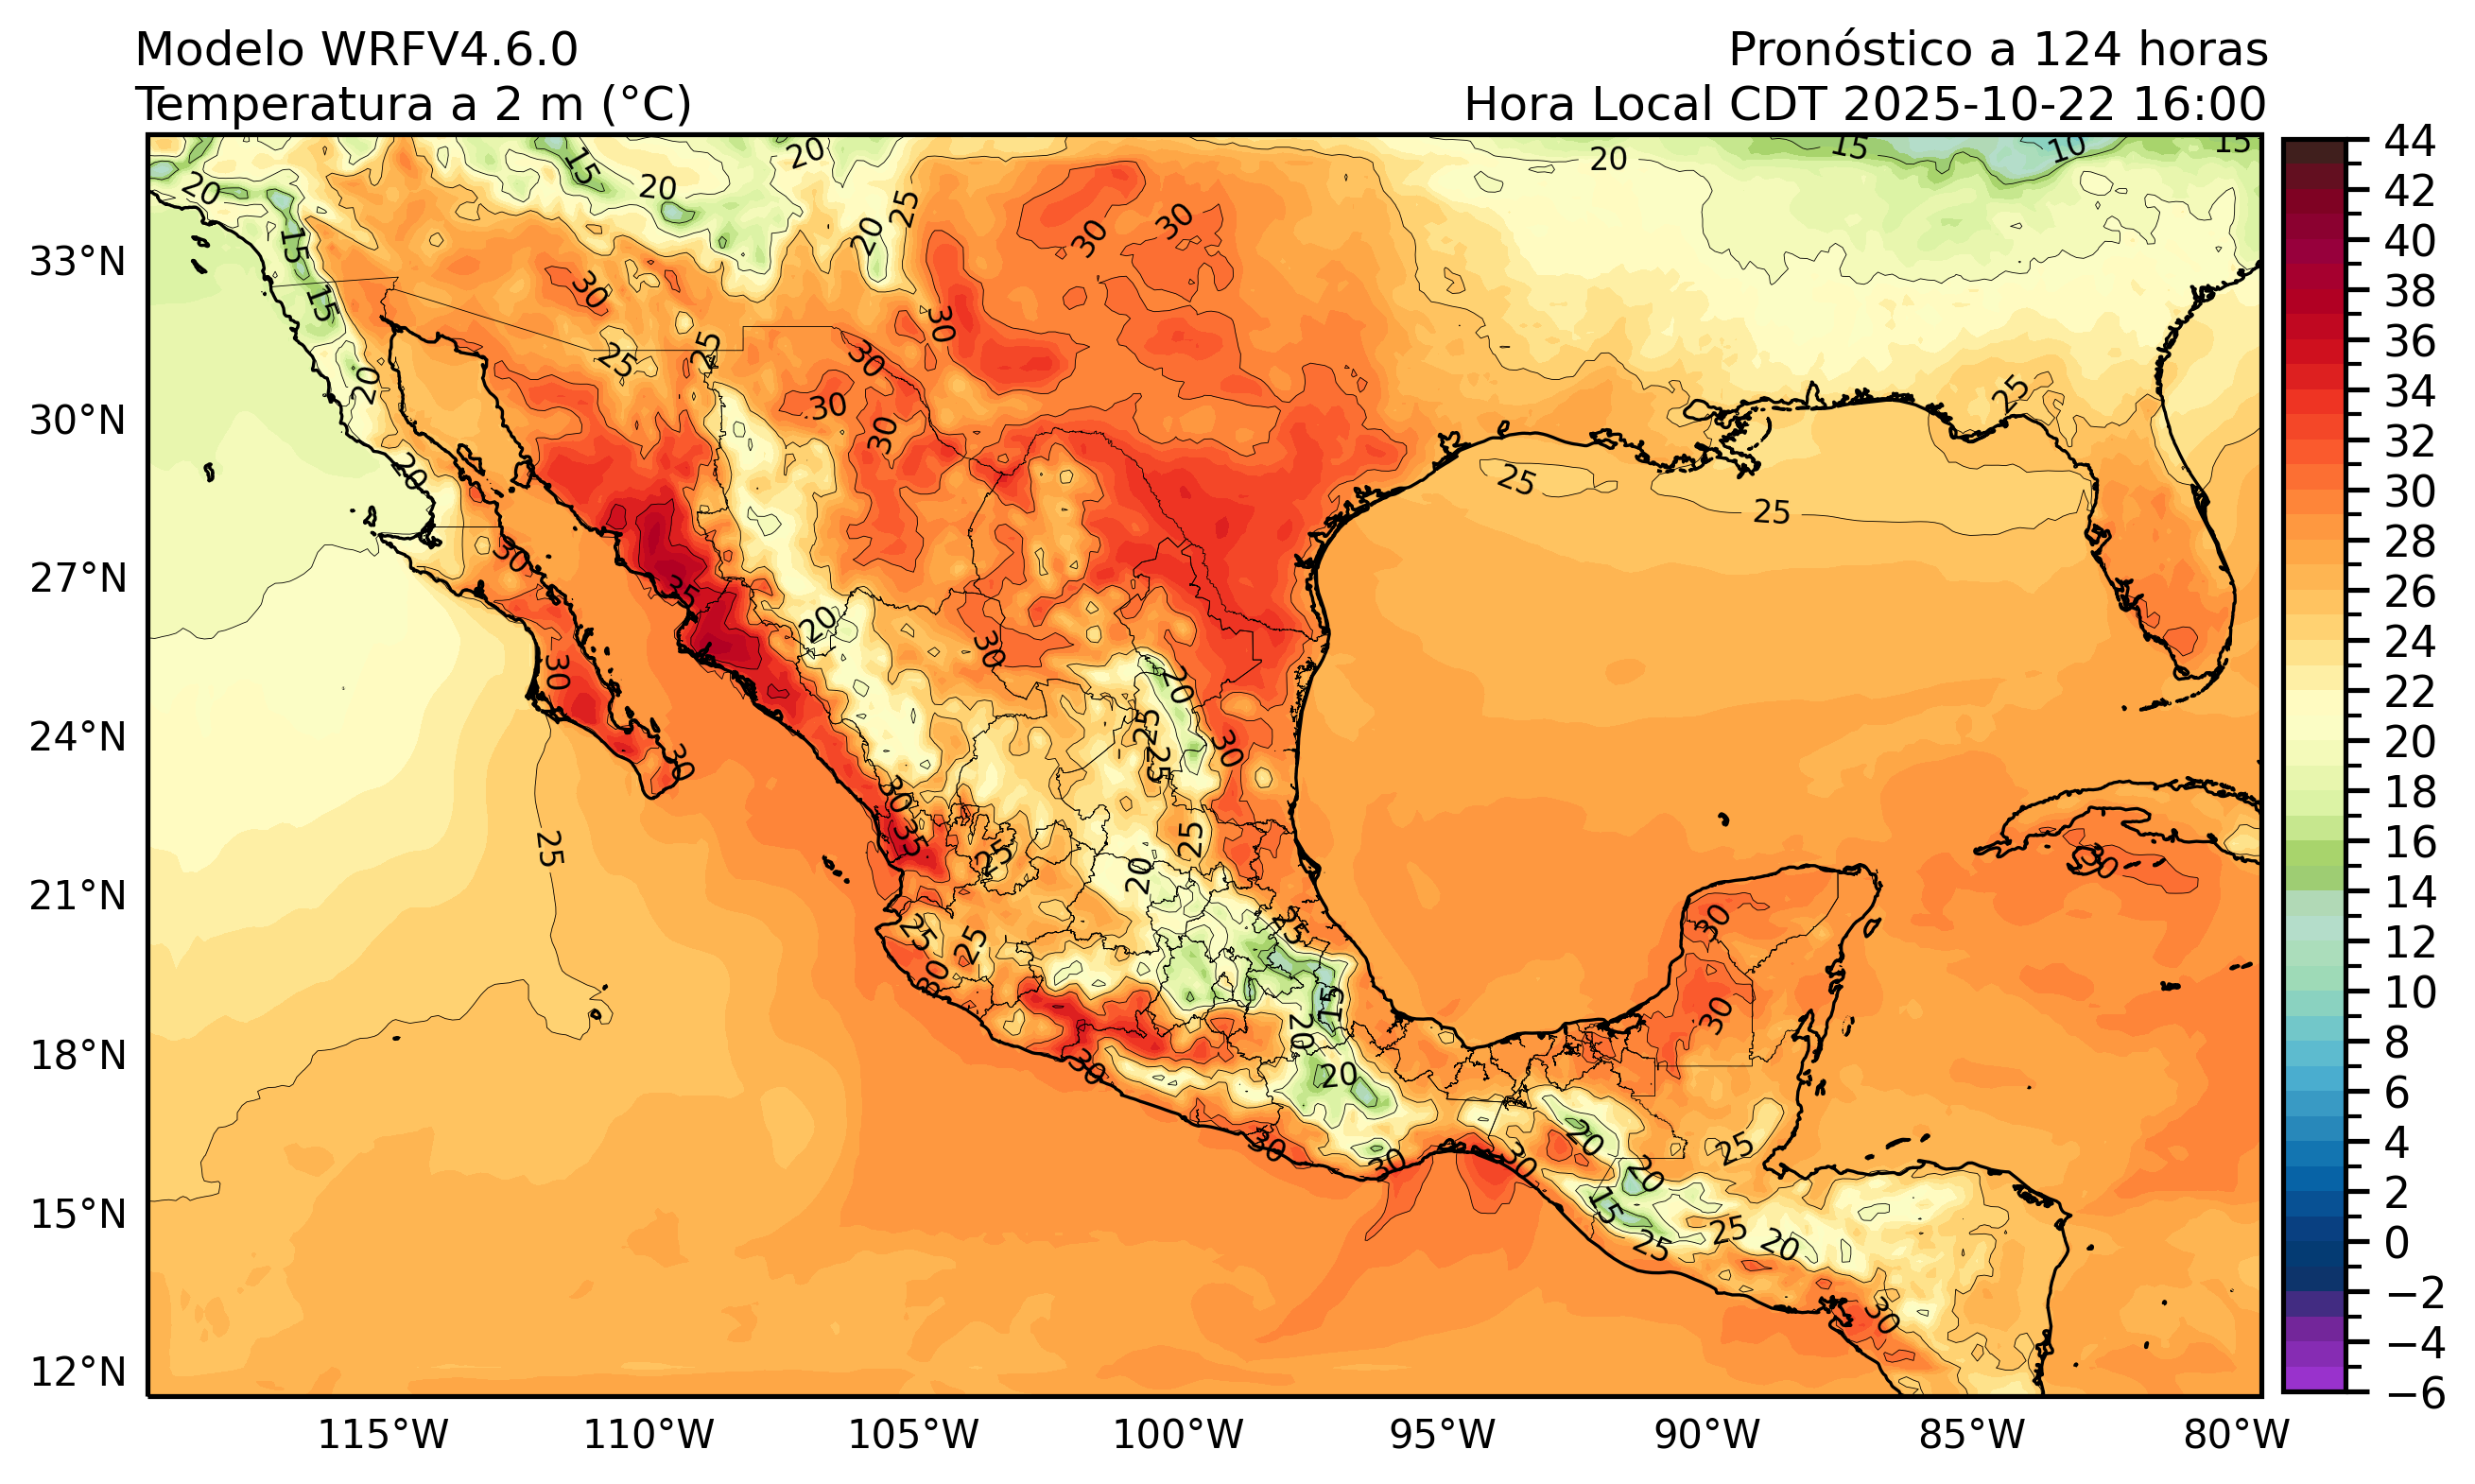 Modelo WRFV4.6.0
Pronóstico a 124 horas
Temperatura a 2 m (°C)
Hora Local CDT 2025-10-22 16:00
20 15 20 20 15 10 15
20 20 25 30 30
15 20
33°N
15 30 30
25 25 30
20 30 30 25
30°N
30
20 25 25
30
27°N
35
20
30 30 20
24°N
25 25 30 30
30 35 25 25 25
20 30
21°N
25 25 25 30
30 15 30
18°N
20 30 20
30 30 30 20 25
20
15°N
15 25 25 20
30
12°N
115°W 110°W 105°W 100°W 95°W 90°W 85°W 80°W
44
42
40
38
36
34
32
30
28
26
24
22
20
18
16
14
12
10
8
6
4
2
0
−2
−4
−6